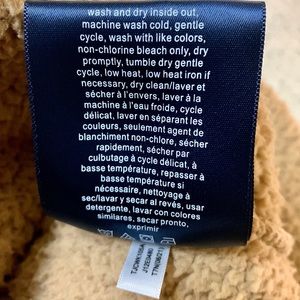 wash and dry inside out,
machine wash cold, gentle
cycle, wash with like colors,
non-chlorine bleach only, dry
promptly, tumble dry gentle
cycle, low heat, low heat iron if
necessary, dry clean/laver et
sécher à l'envers, laver à la
machine à l'eau froide, cycle
délicat, laver en séparant les
couleurs, seulement agent de
blanchiment non chloré, sécher
rapidement, sécher par
culbutage à cycle délicat, à
basse température, repasser à
basse température si
nécessaire, nettoyage à
sec/lavar y secar al revés. usar
detergente, lavar con colores
similares, secar pronto,
exprimir